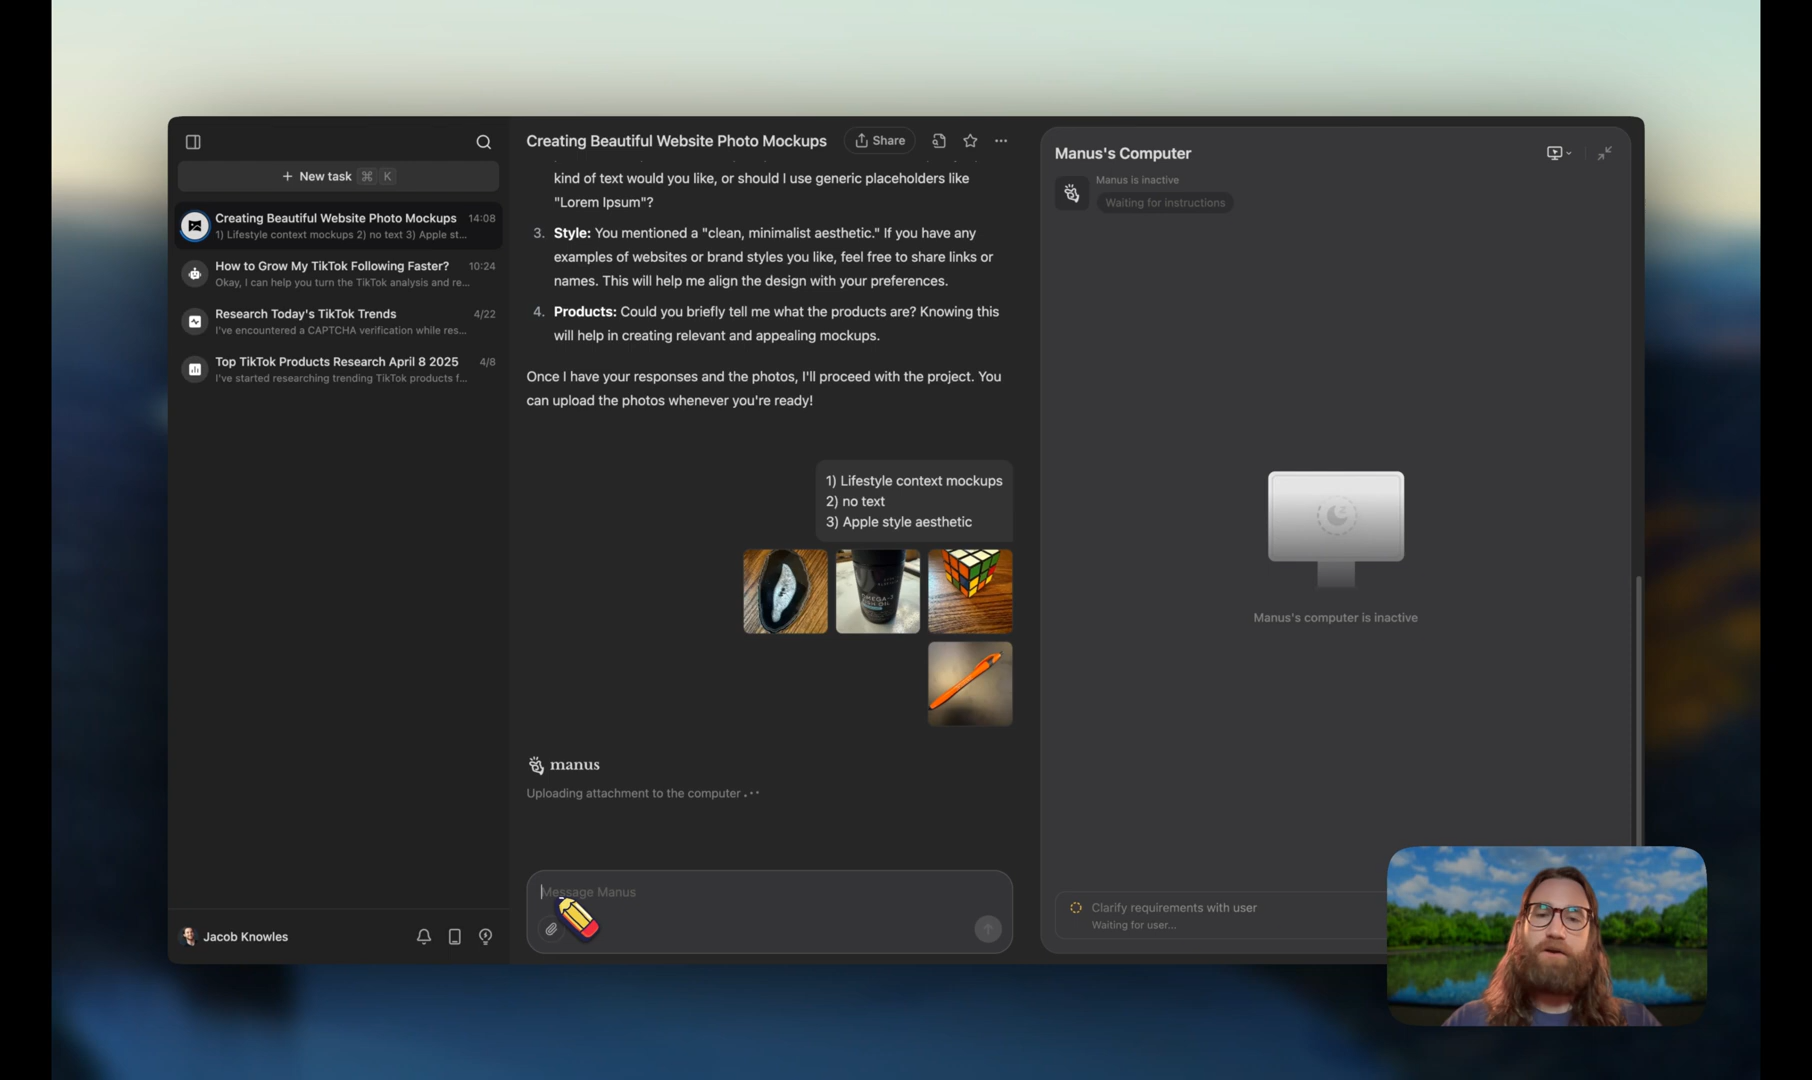 New task ⌘ K
Creating Beautiful Website Photo Mockups 14:08
1) Lifestyle context mockups 2) no text 3) Apple st...
How to Grow My TikTok Following Faster? 10:24
Okay, I can help you turn the TikTok analysis and re...
Research Today's TikTok Trends 4/22
I've encountered a CAPTCHA verification while res...
Top TikTok Products Research April 8 2025 4/8
I've started researching trending TikTok products f...
Jacob Knowles
Creating Beautiful Website Photo Mockups
Share
kind of text would you like, or should I use generic placeholders like
"Lorem Ipsum"?
3. Style: You mentioned a "clean, minimalist aesthetic." If you have any
examples of websites or brand styles you like, feel free to share links or
names. This will help me align the design with your preferences.
4. Products: Could you briefly tell me what the products are? Knowing this
will help in creating relevant and appealing mockups.
Once I have your responses and the photos, I'll proceed with the project. You
can upload the photos whenever you're ready!
1) Lifestyle context mockups
2) no text
3) Apple style aesthetic
OMEGA-3
manus
Uploading attachment to the computer
Message Manus
Manus's Computer
Manus is inactive
Waiting for instructions
Manus's computer is inactive
Clarify requirements with user
Waiting for user...